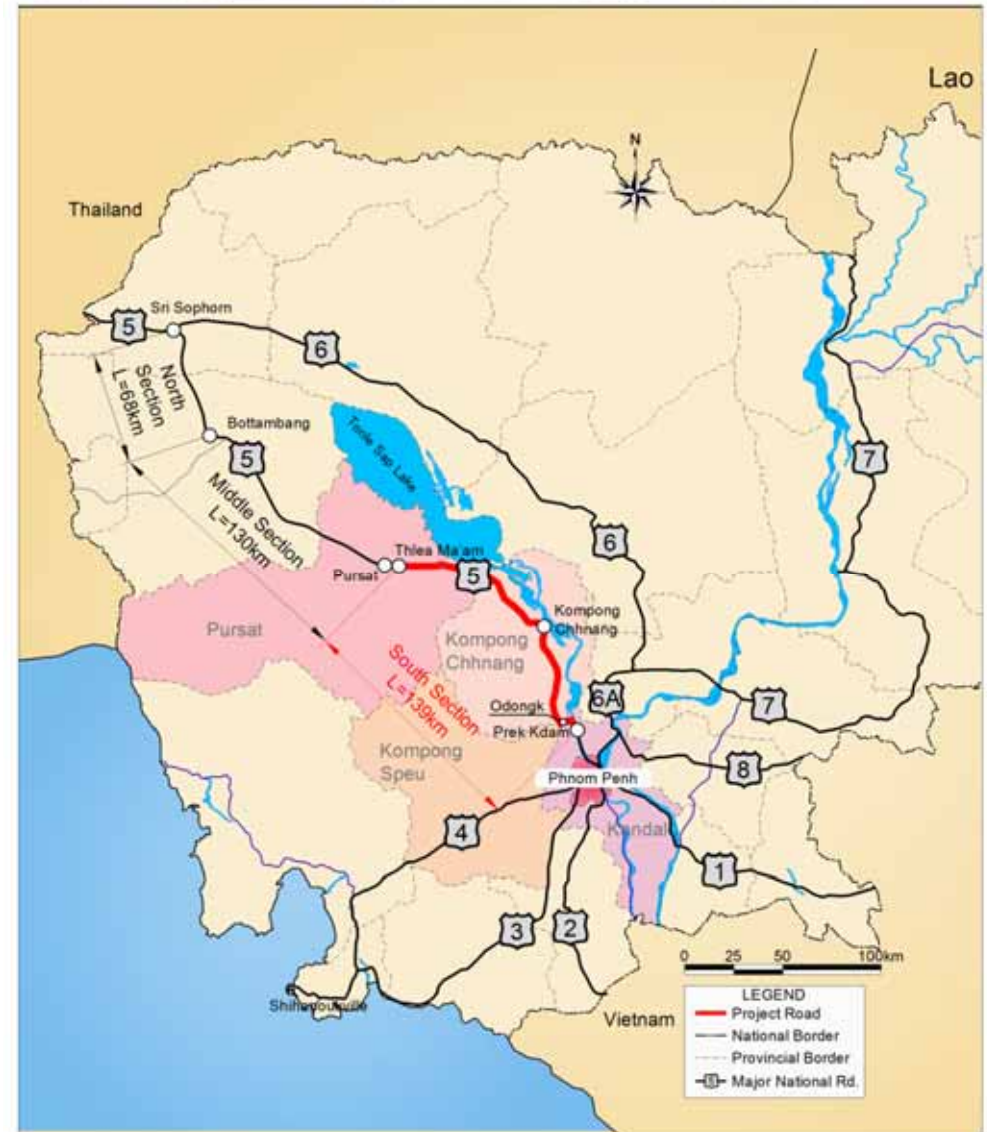 Lao
N
Thailand
Sri Sophorn
5
6
North
Section
L=68km
Bottambang
5
Tnole Sap Lake
7
Middle Section
L=130km
6
Thlea Ma'am
Pursat
5
Kompong
Chhnang
Pursat
Kompong
Chhnang
South Section
L=139km
6A
7
Odongk
Prek Kdam
Kompong
Speu
8
Phnom Penh
4
Kandal
1
3
2
0 25 50 100km
Shihanoukville
Vietnam
LEGEND
Project Road
National Border
Provincial Border
5 Major National Rd.